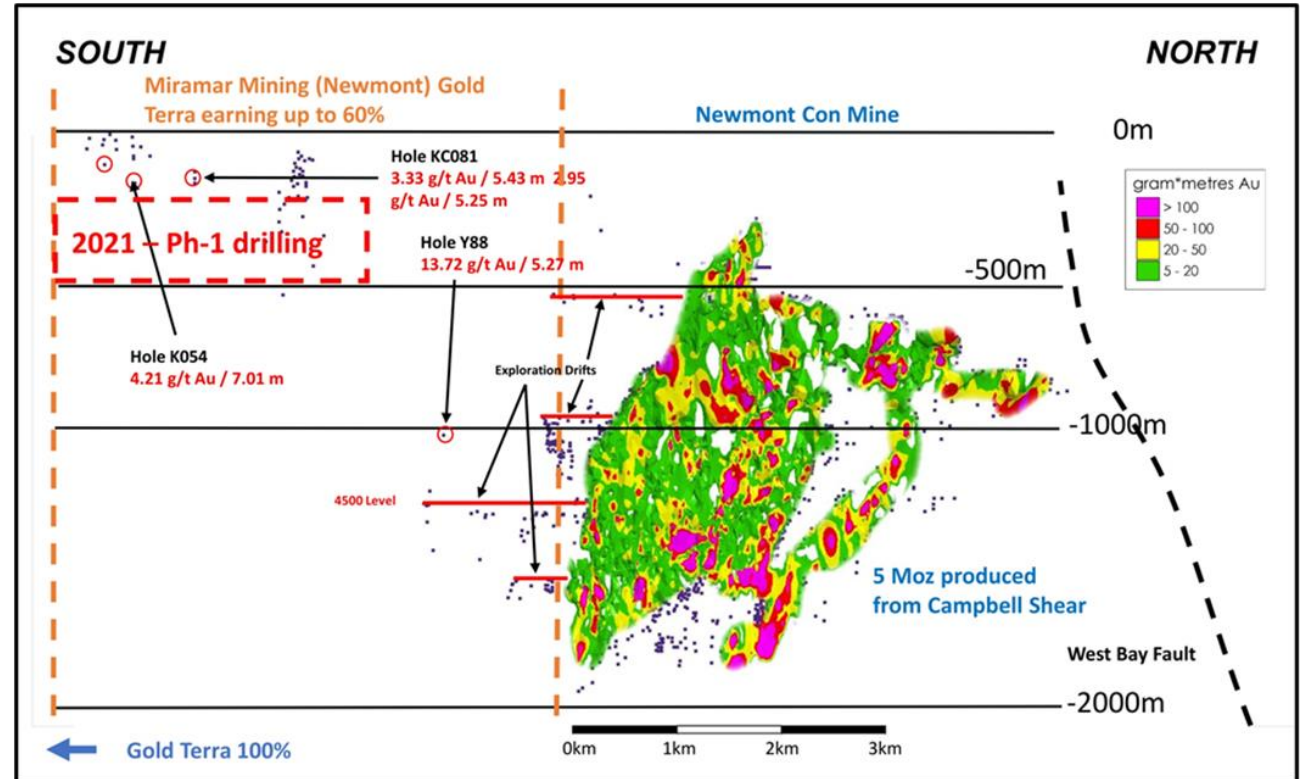 SOUTH
NORTH
Miramar Mining (Newmont) Gold
Terra earning up to 60%
Newmont Con Mine
0m
Hole KC081
3.33 g/t Au / 5.43 m 2.95
g/t Au / 5.25 m
gram*metres Au
> 100
50 - 100
20 - 50
5 - 20
2021 – Ph-1 drilling
Hole Y88
13.72 g/t Au / 5.27 m
-500m
Hole K054
4.21 g/t Au / 7.01 m
Exploration Drifts
-1000m
4500 Level
5 Moz produced
from Campbell Shear
West Bay Fault
-2000m
Gold Terra 100%
0km
1km
2km
3km